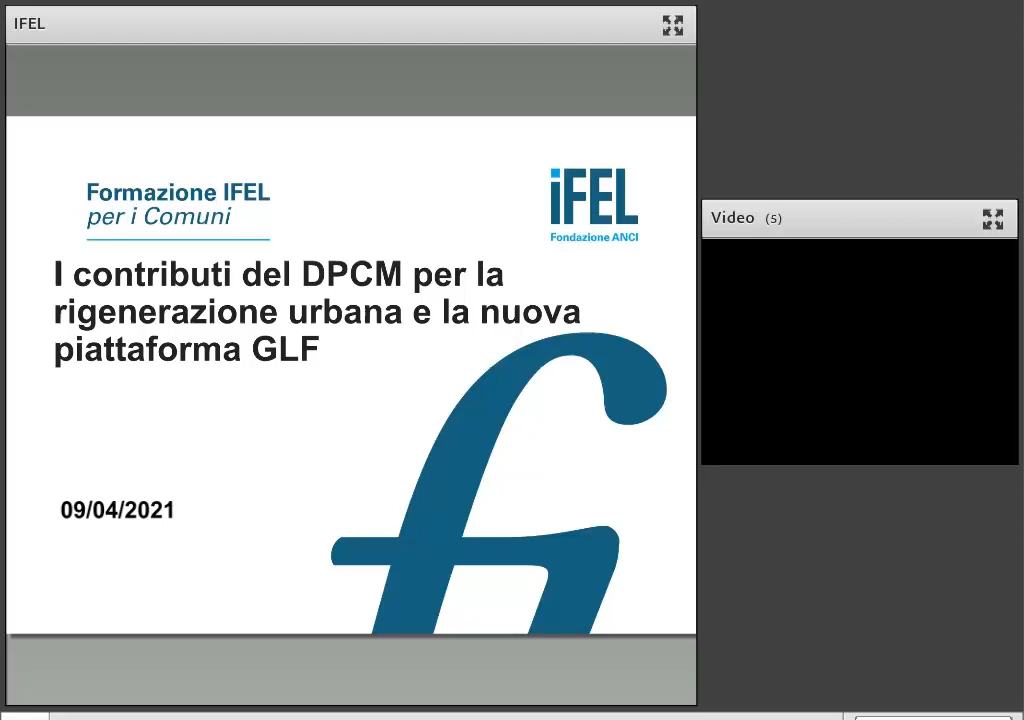 IFEL
Formazione IFEL
per i Comuni
iFEL
Fondazione ANCI
I contributi del DPCM per la
rigenerazione urbana e la nuova
piattaforma GLF
09/04/2021
Video (5)